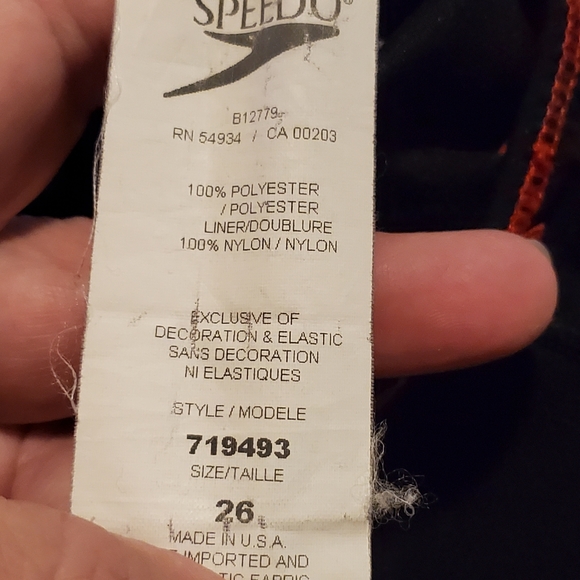 SPEEDO®
B12779
RN 54934 / CA 00203
100% POLYESTER
/ POLYESTER
LINER/DOUBLURE
100% NYLON / NYLON
EXCLUSIVE OF
DECORATION & ELASTIC
SANS DECORATION
NI ELASTIQUES
STYLE / MODELE
719493
SIZE/TAILLE
26
MADE IN U.S.A.
IMPORTED AND
FABRIC